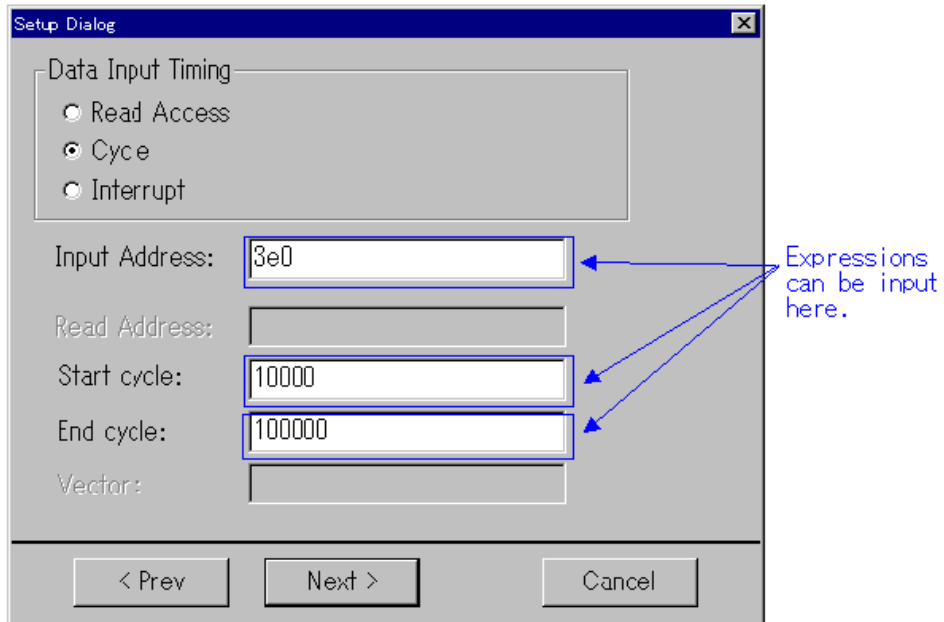 Setup Dialog
Data Input Timing
Read Access
Cyc e
Interrupt
Input Address:
3e0
Expressions
can be input
here.
Read Address:
Start cycle:
10000
End cycle:
100000
Vector:
< Prev
Next >
Cancel